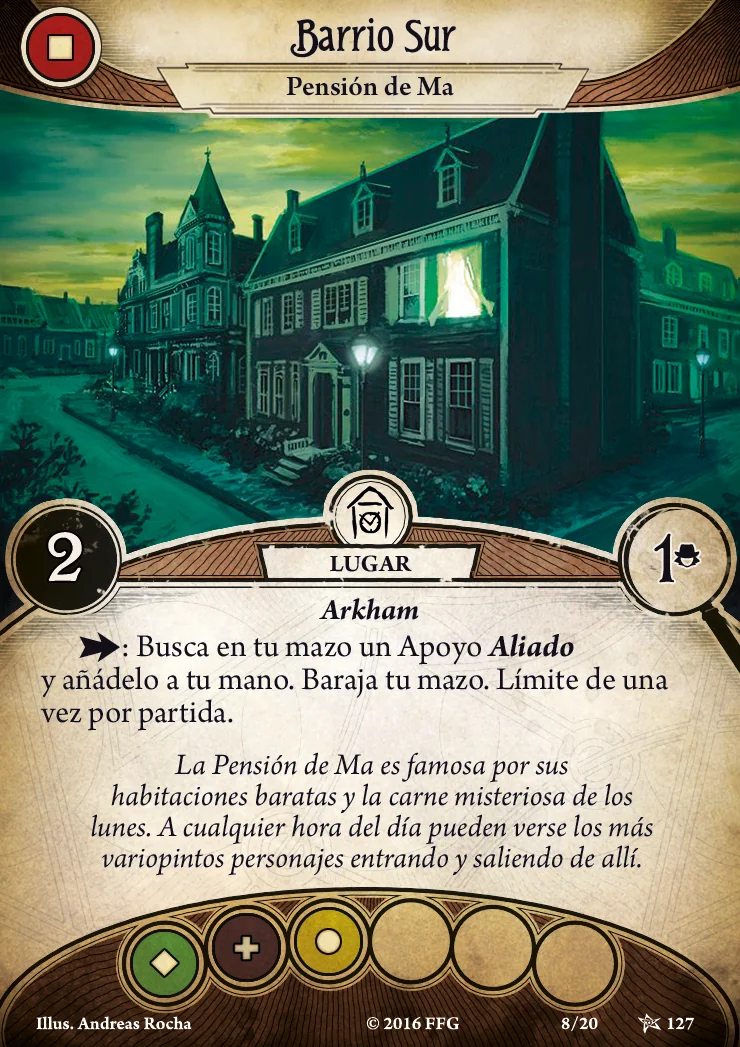 Barrio Sur
Pensión de Ma
2
1
LUGAR
Arkham
: Busca en tu mazo un Apoyo Aliado
y añádelo a tu mano. Baraja tu mazo. Límite de una
vez por partida.
La Pensión de Ma es famosa por sus
habitaciones baratas y la carne misteriosa de los
lunes. A cualquier hora del día pueden verse los más
variopintos personajes entrando y saliendo de allí.
Illus. Andreas Rocha © 2016 FFG 8/20 127